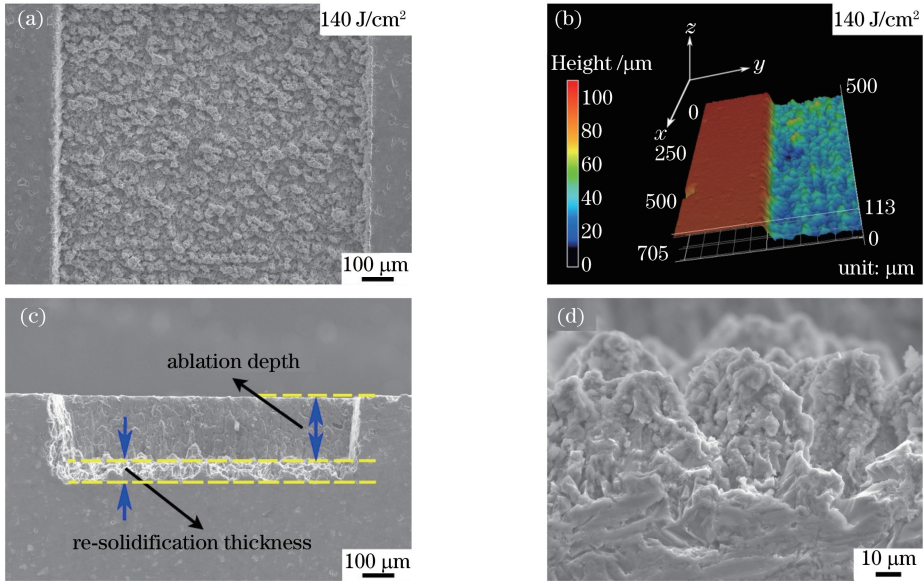 (a)
140 J/cm²
100 μm
(b)
140 J/cm²
z
Height /μm
y
100
500
80
0
x
60
250
40
500
113
20
705
0
0
unit: μm
(c)
ablation depth
re-solidification thickness
100 μm
(d)
10 μm